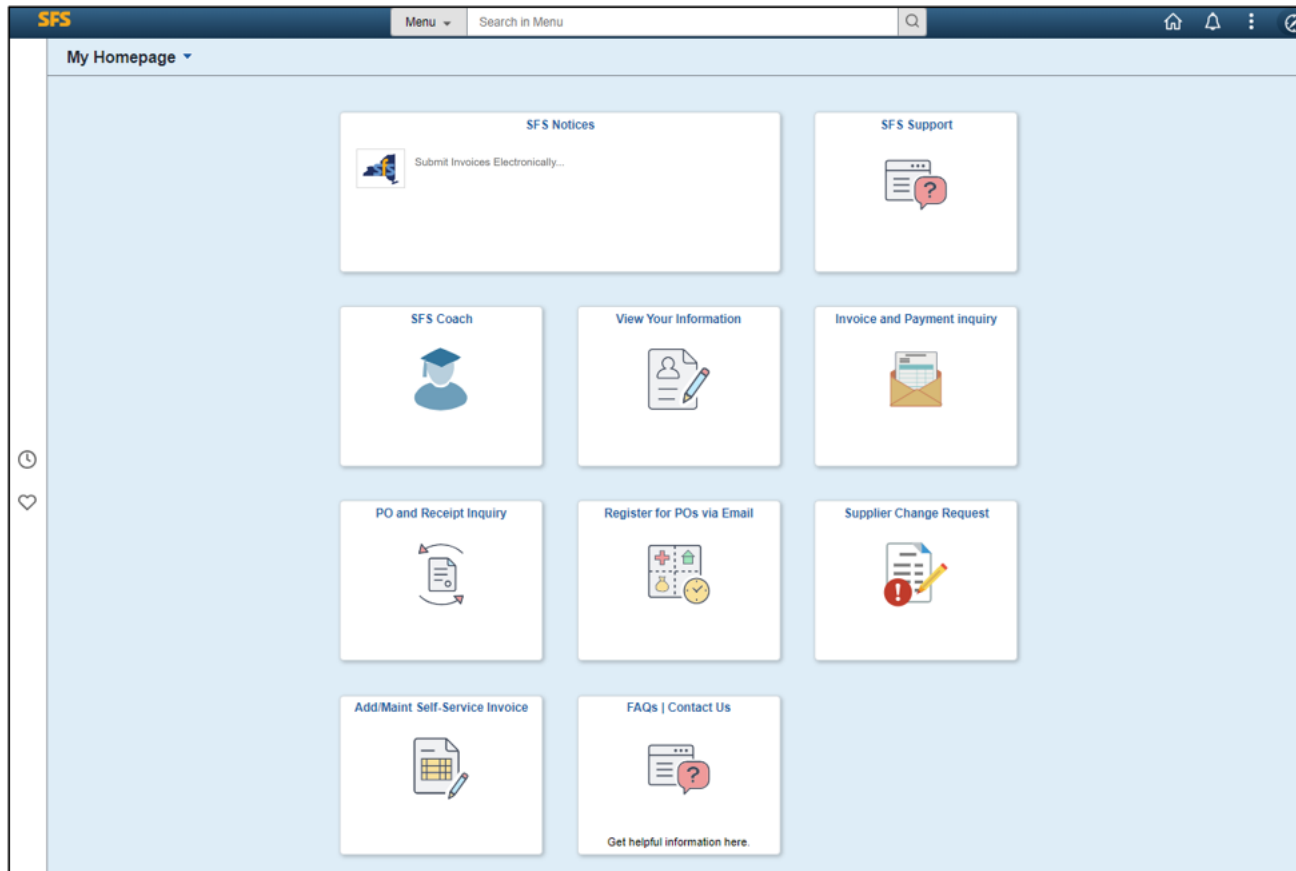 SFS
Menu
Search in Menu
My Homepage
SFS Notices
sfs
Submit Invoices Electronically...
SFS Support
?
SFS Coach
View Your Information
Invoice and Payment inquiry
PO and Receipt Inquiry
Register for POs via Email
Supplier Change Request
!
Add/Maint Self-Service Invoice
FAQs | Contact Us
?
Get helpful information here.